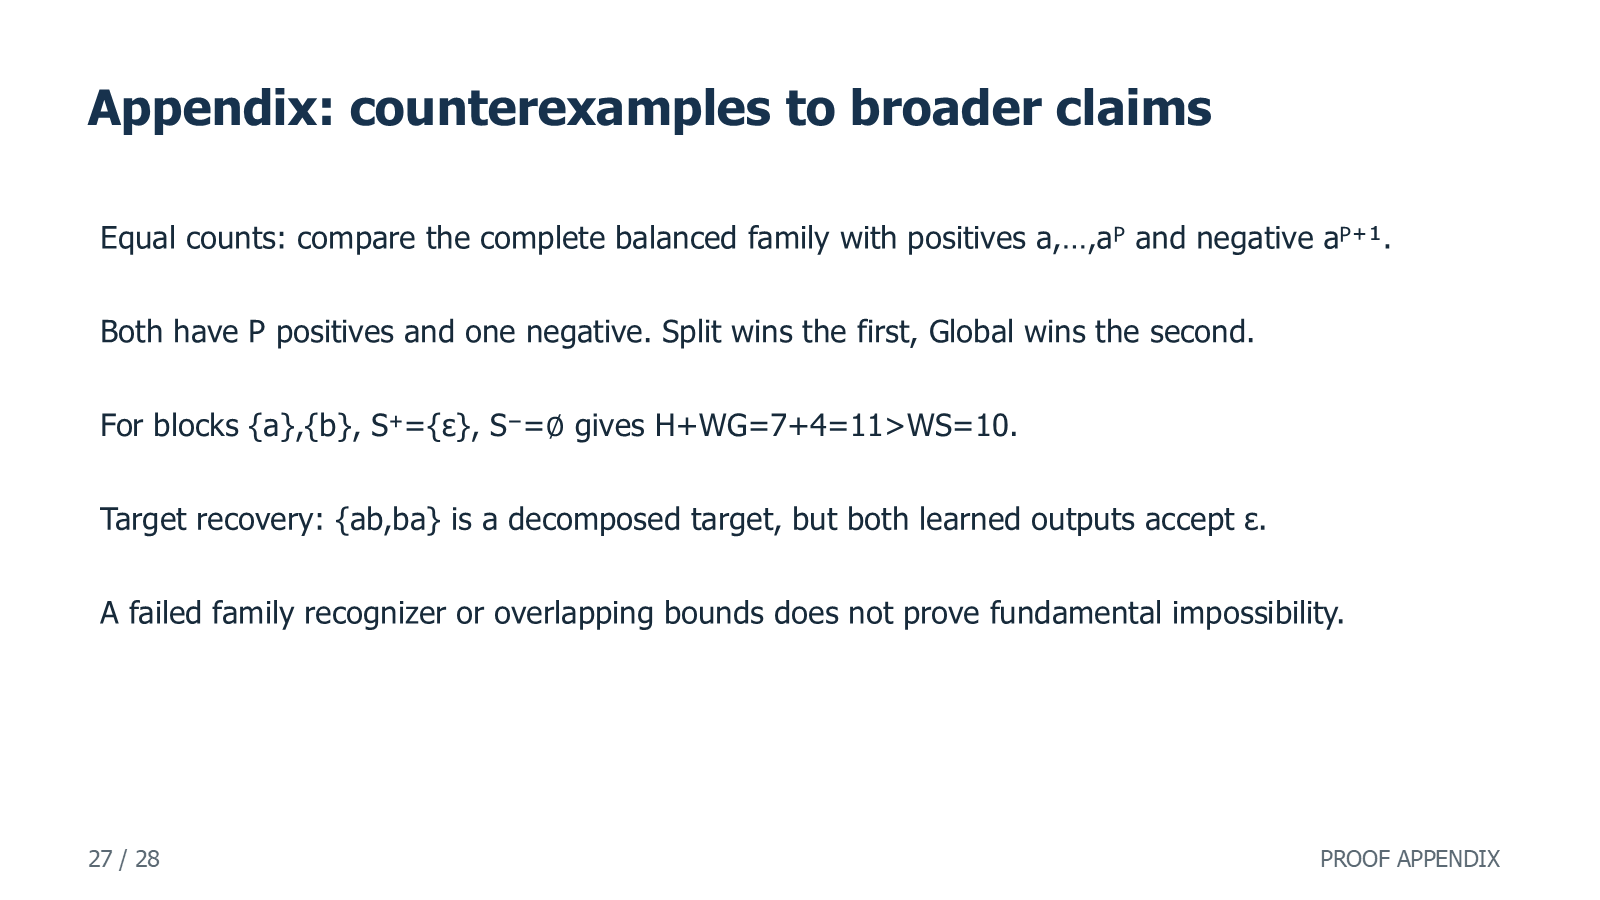 Appendix: counterexamples to broader claims
Equal counts: compare the complete balanced family with positives a,…,aᴾ and negative aᴾ⁺¹.
Both have P positives and one negative. Split wins the first, Global wins the second.
For blocks {a},{b}, S⁺={ε}, S⁻=∅ gives H+WG=7+4=11>WS=10.
Target recovery: {ab,ba} is a decomposed target, but both learned outputs accept ε.
A failed family recognizer or overlapping bounds does not prove fundamental impossibility.
27 / 28
PROOF APPENDIX